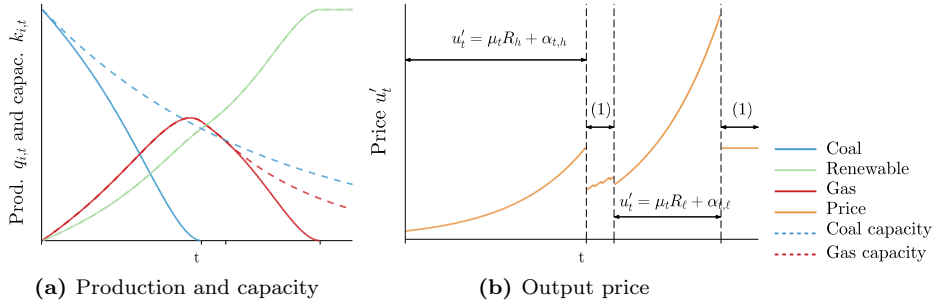 Prod. q_{i,t} and capac. k_{i,t}
t
(a) Production and capacity
Price u'_t
u'_t = μ_t R_h + α_{t,h}
(1)
(1)
u'_t = μ_t R_ℓ + α_{t,ℓ}
t
(b) Output price
Coal
Renewable
Gas
Price
Coal capacity
Gas capacity